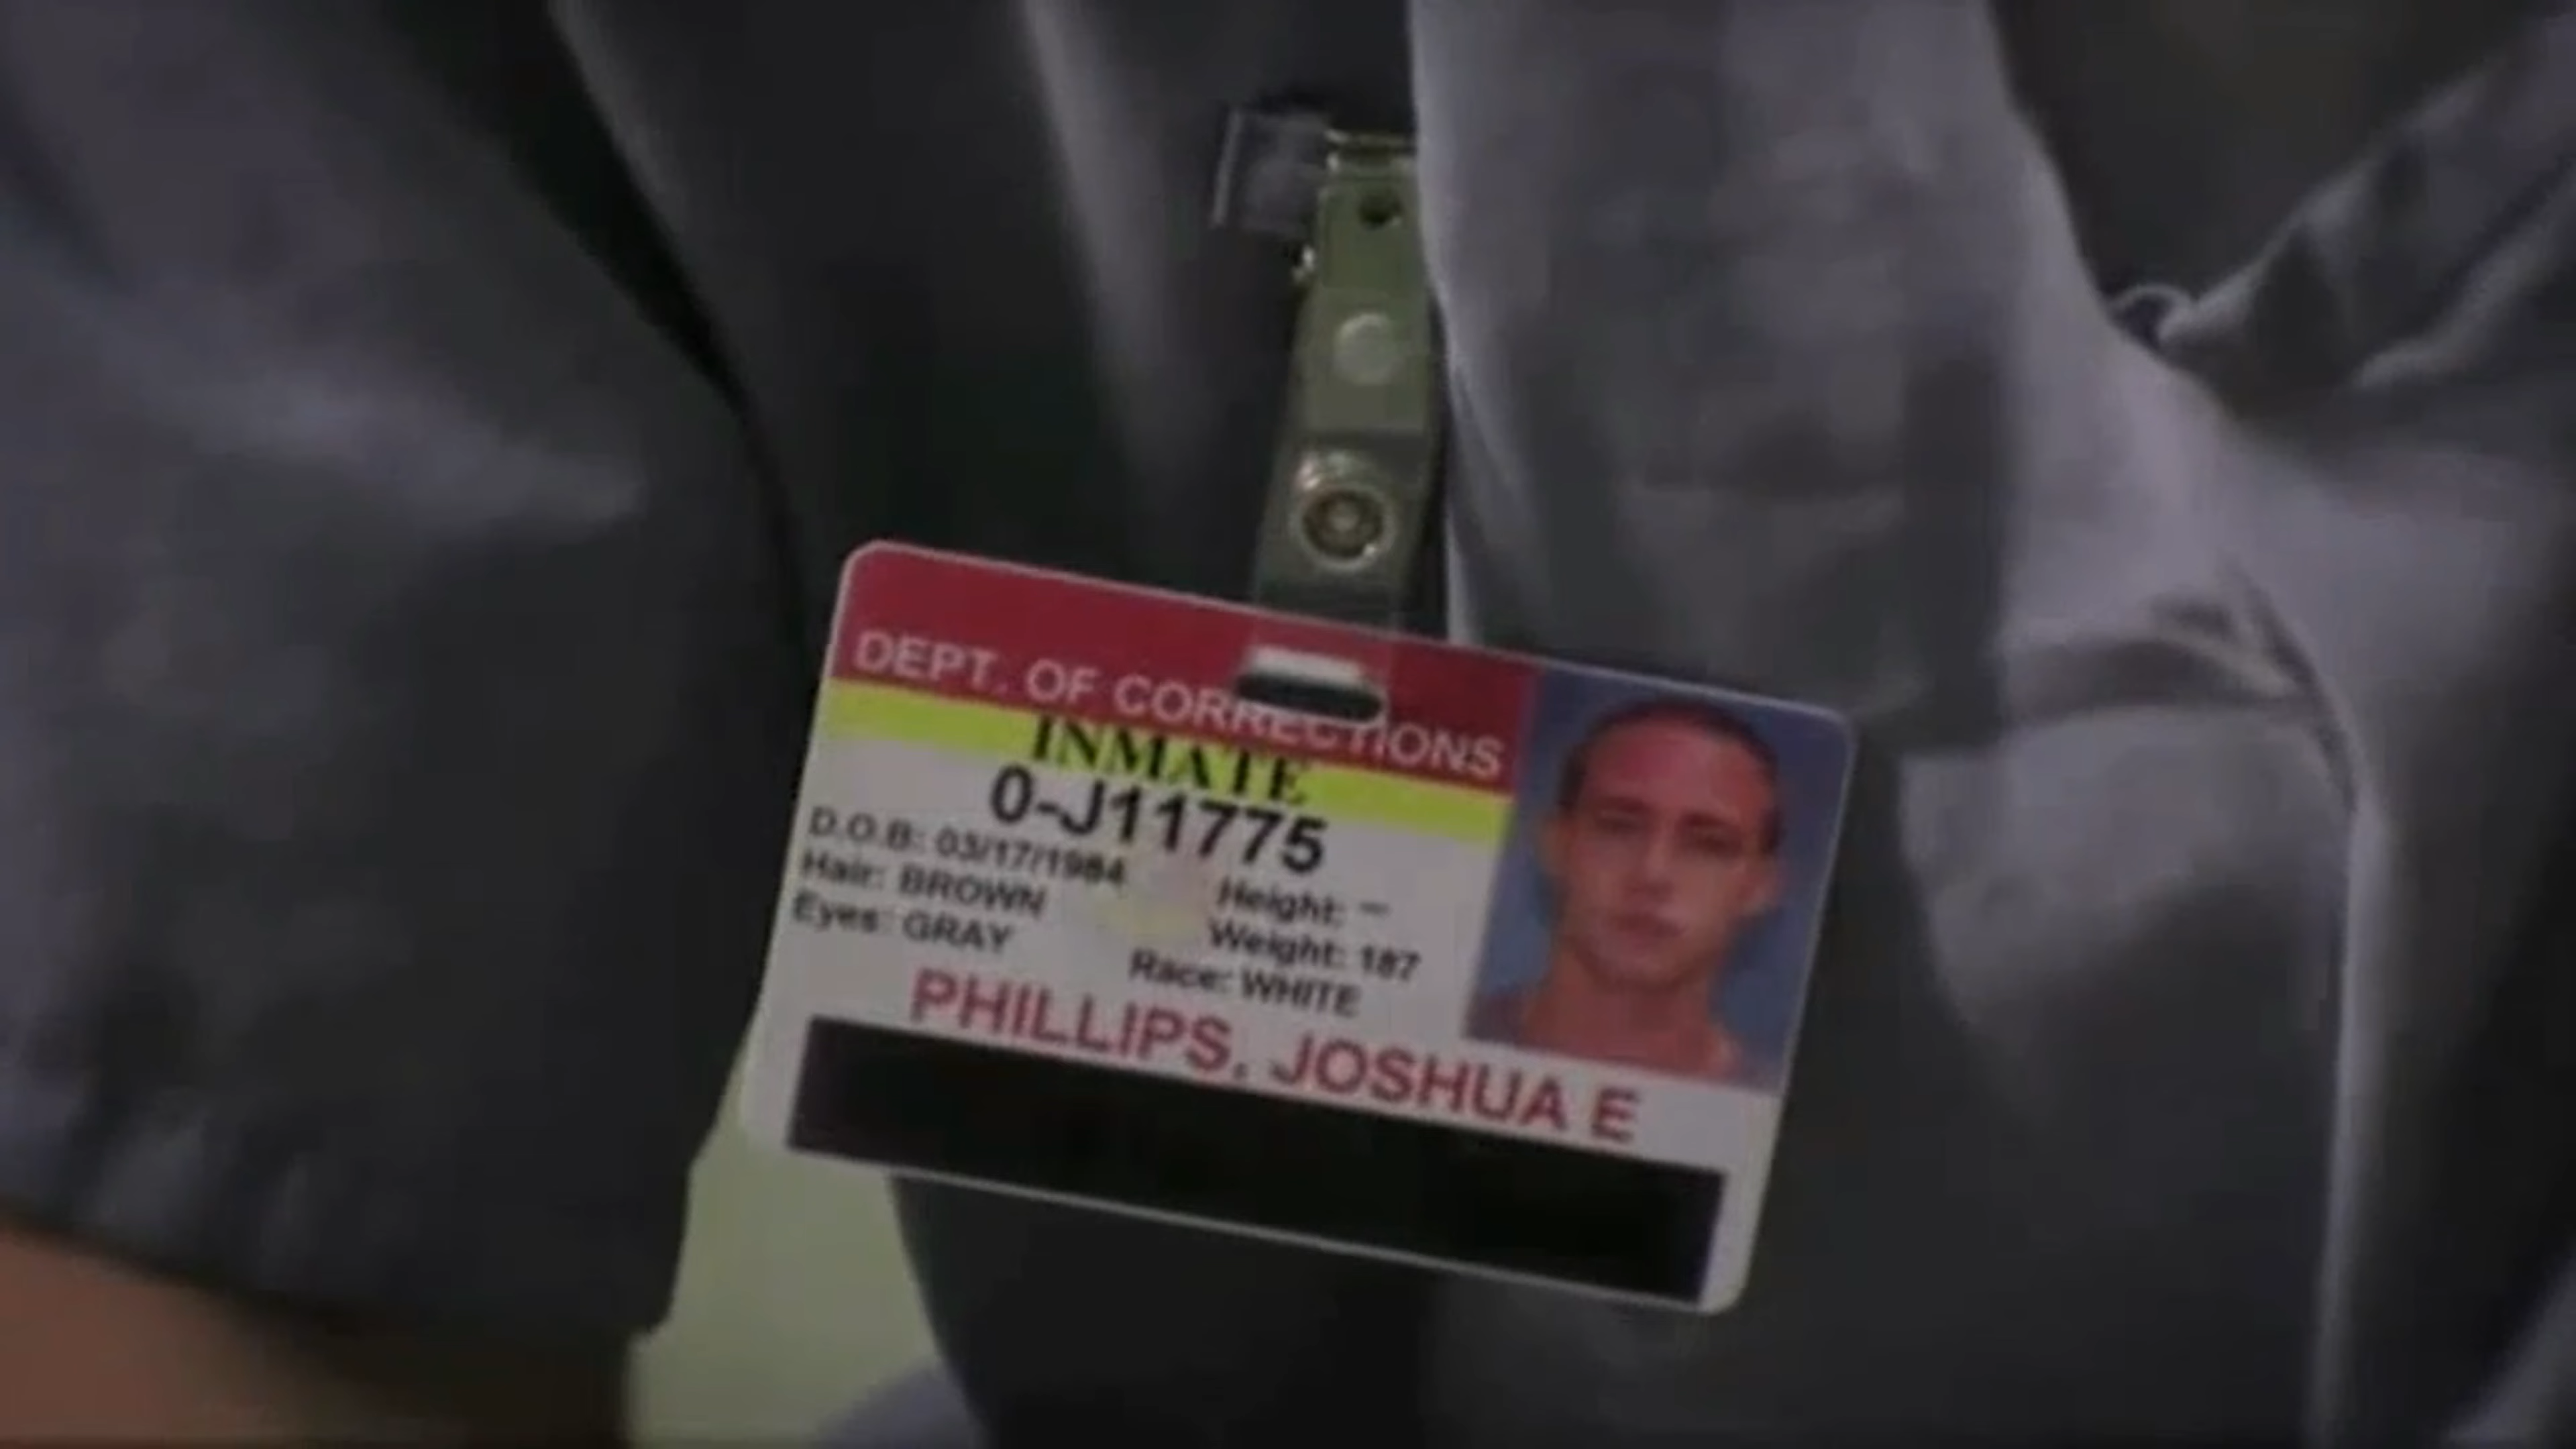 DEPT. OF CORRECTIONS
INMATE
0-J11775
D.O.B: 03/17/1984
Hair: BROWN
Height: --
Eyes: GRAY
Weight: 187
Race: WHITE
PHILLIPS, JOSHUA E